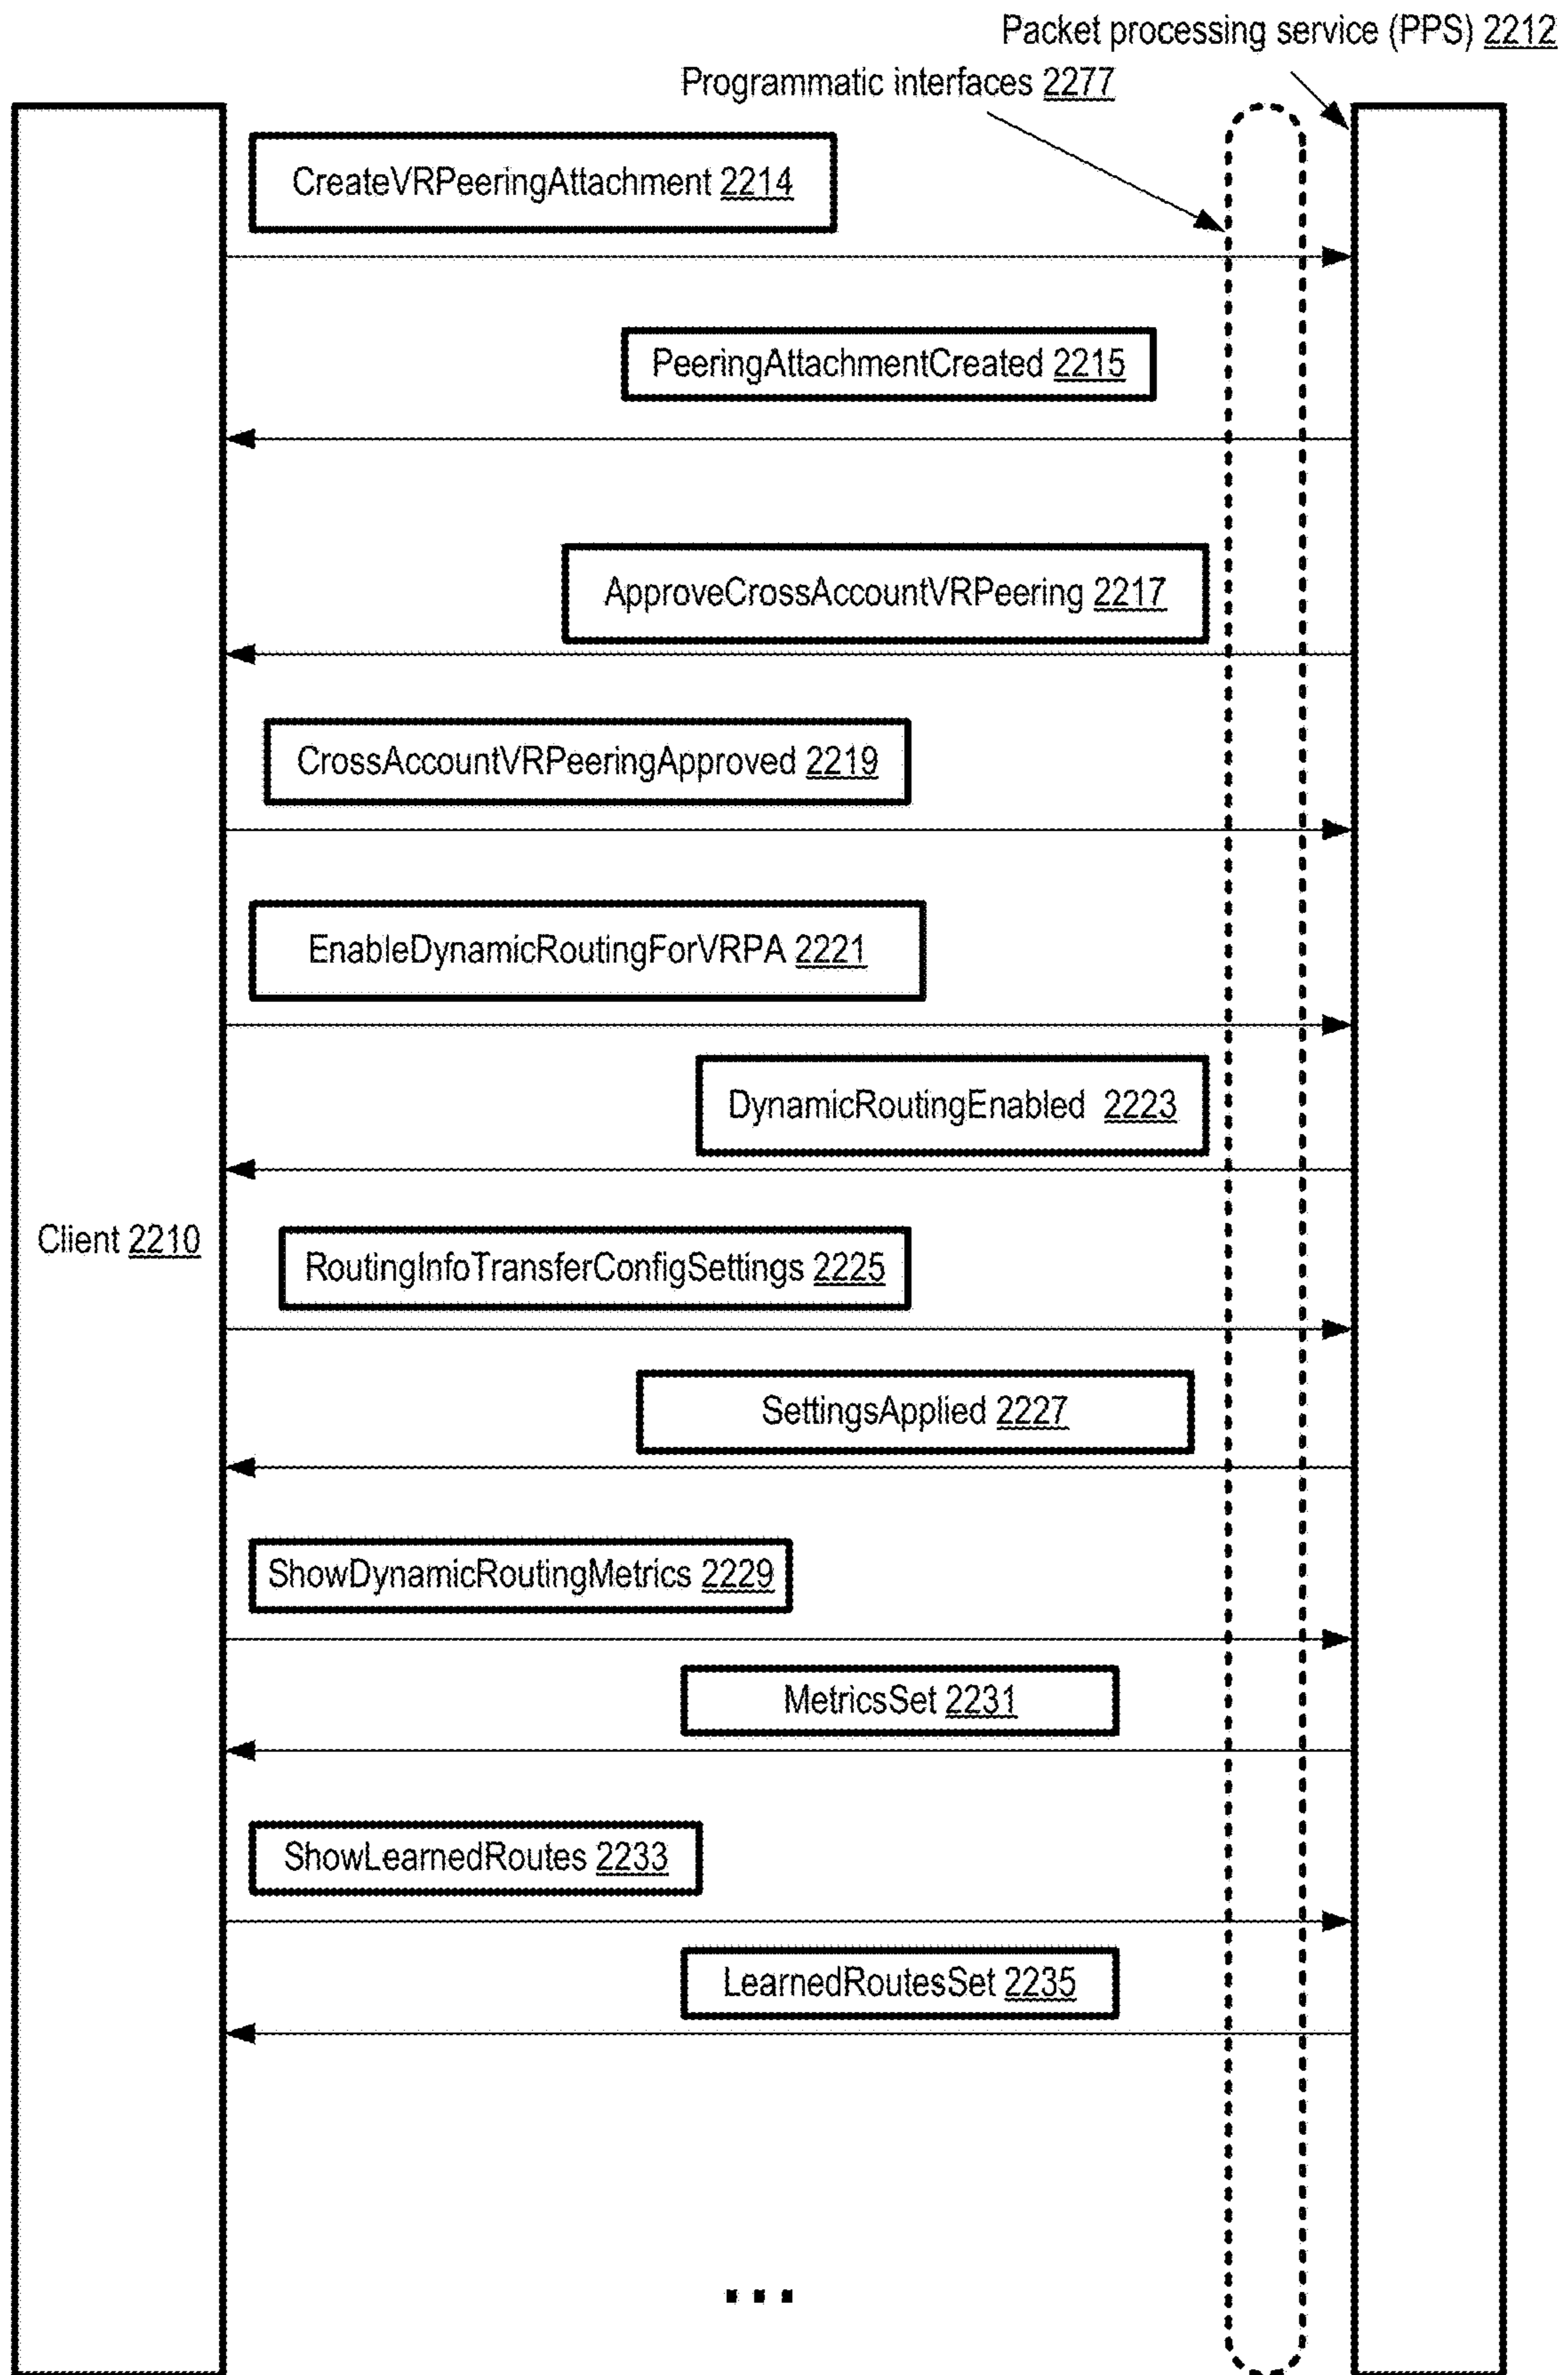 Packet processing service (PPS) 2212
Programmatic interfaces 2277
CreateVRPeeringAttachment 2214
PeeringAttachmentCreated 2215
ApproveCrossAccountVRPeering 2217
CrossAccountVRPeeringApproved 2219
EnableDynamicRoutingForVRPA 2221
DynamicRoutingEnabled 2223
Client 2210
RoutingInfoTransferConfigSettings 2225
SettingsApplied 2227
ShowDynamicRoutingMetrics 2229
MetricsSet 2231
ShowLearnedRoutes 2233
LearnedRoutesSet 2235
...